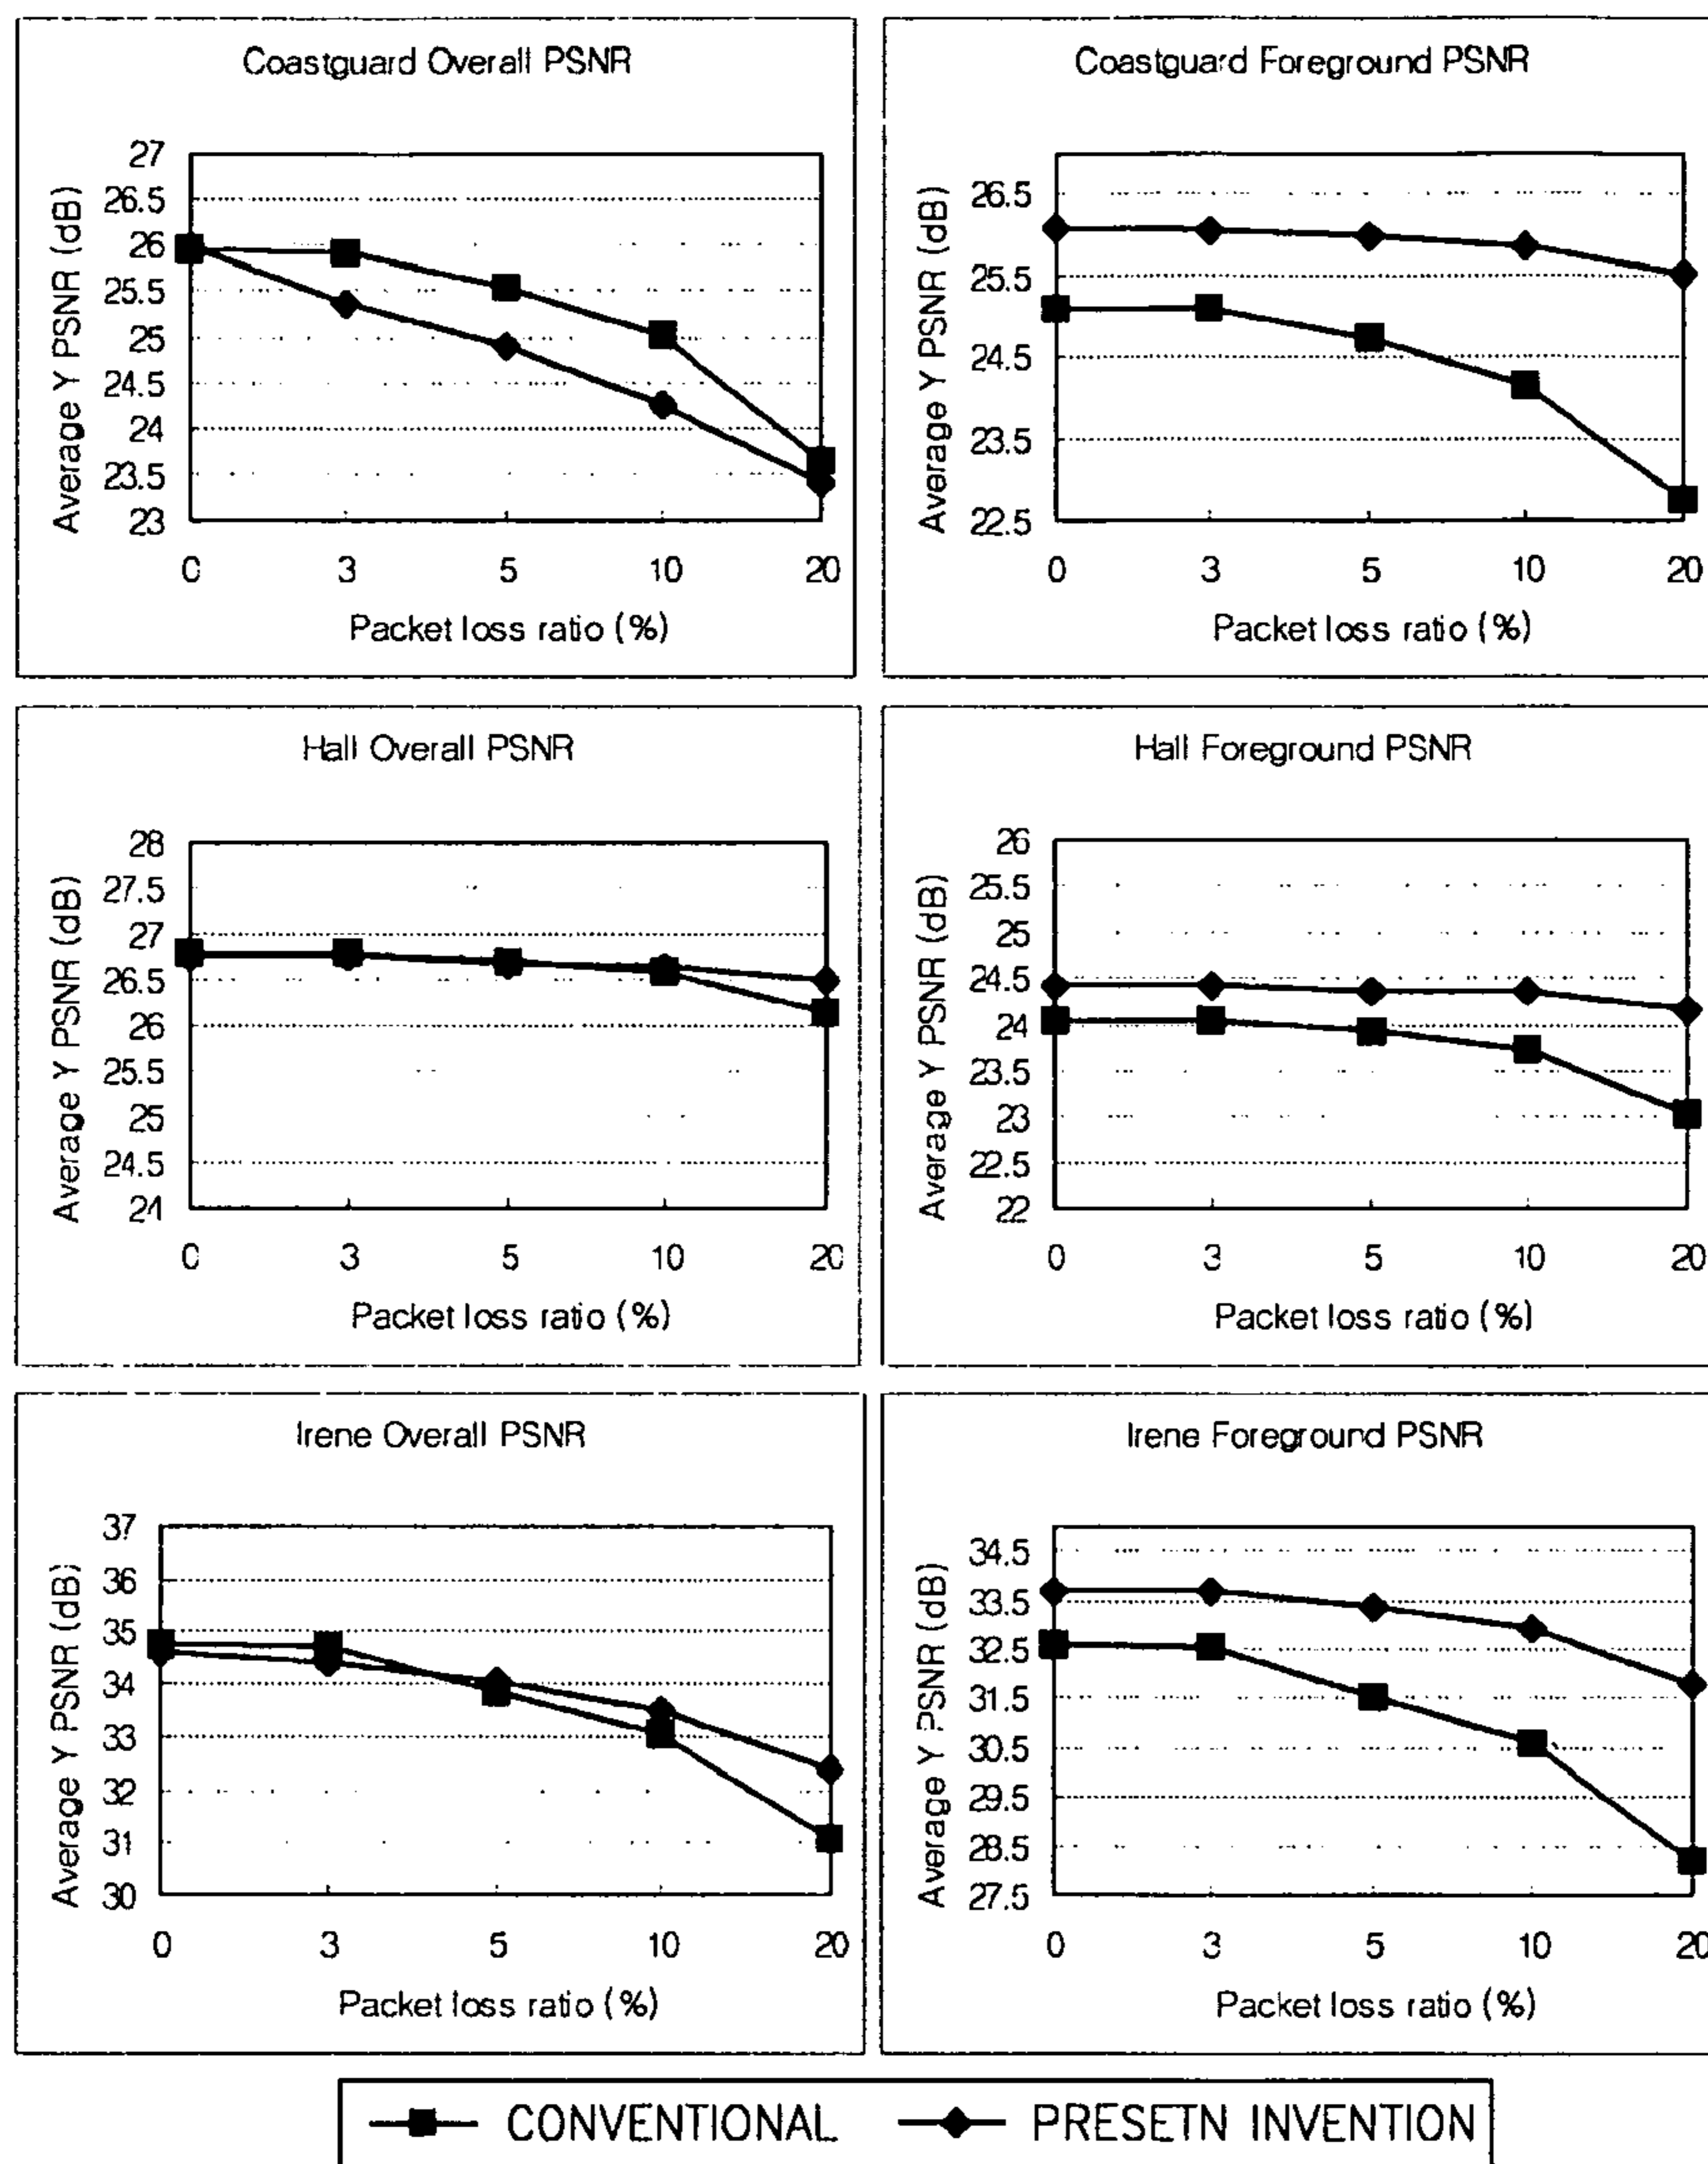 Coastguard Overall PSNR
Average Y PSNR (dB)
27
26.5
26
25.5
25
24.5
24
23.5
23
0 3 5 10 20
Packet loss ratio (%)
Coastguard Foreground PSNR
Average Y PSNR (dB)
26.5
25.5
24.5
23.5
22.5
0 3 5 10 20
Packet loss ratio (%)
Hall Overall PSNR
Average Y PSNR (dB)
28
27.5
27
26.5
26
25.5
25
24.5
24
0 3 5 10 20
Packet loss ratio (%)
Hall Foreground PSNR
Average Y PSNR (dB)
26
25.5
25
24.5
24
23.5
23
22.5
22
0 3 5 10 20
Packet loss ratio (%)
Irene Overall PSNR
Average Y PSNR (dB)
37
36
35
34
33
32
31
30
0 3 5 10 20
Packet loss ratio (%)
Irene Foreground PSNR
Average Y PSNR (dB)
34.5
33.5
32.5
31.5
30.5
29.5
28.5
27.5
0 3 5 10 20
Packet loss ratio (%)
CONVENTIONAL PRESETN INVENTION